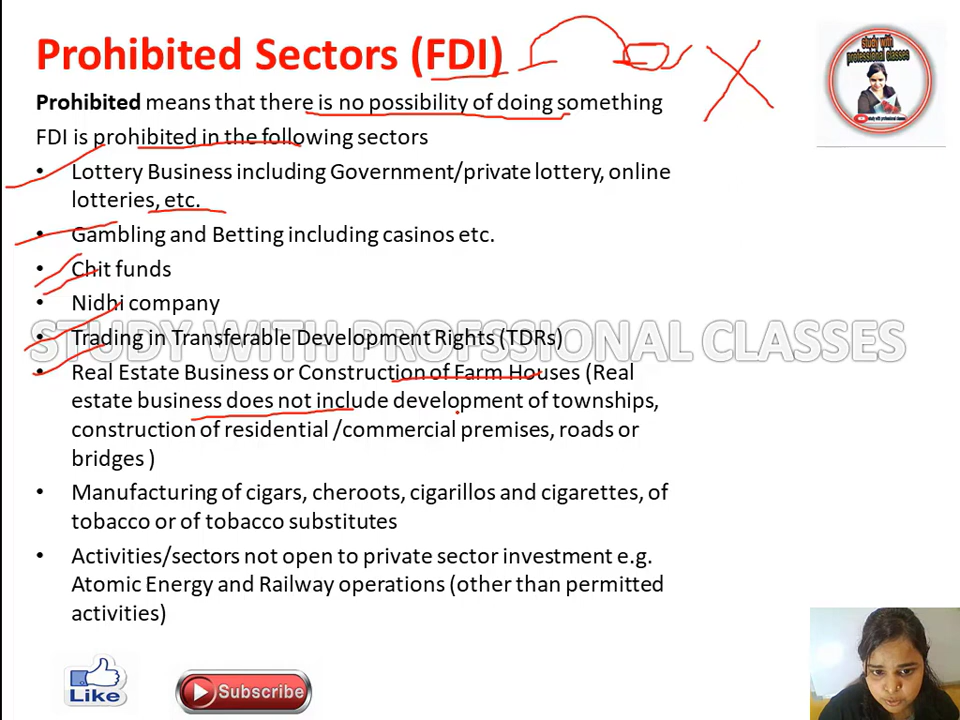 Prohibited Sectors (FDI)
study with
professional classes
Prohibited means that there is no possibility of doing something
FDI is prohibited in the following sectors
• Lottery Business including Government/private lottery, online
lotteries, etc.
• Gambling and Betting including casinos etc.
• Chit funds
• Nidhi company
• Trading in Transferable Development Rights (TDRs)
STUDY WITH PROFSSIONAL CLASSES
• Real Estate Business or Construction of Farm Houses (Real
estate business does not include development of townships,
construction of residential /commercial premises, roads or
bridges )
• Manufacturing of cigars, cheroots, cigarillos and cigarettes, of
tobacco or of tobacco substitutes
• Activities/sectors not open to private sector investment e.g.
Atomic Energy and Railway operations (other than permitted
activities)
Like
Subscribe